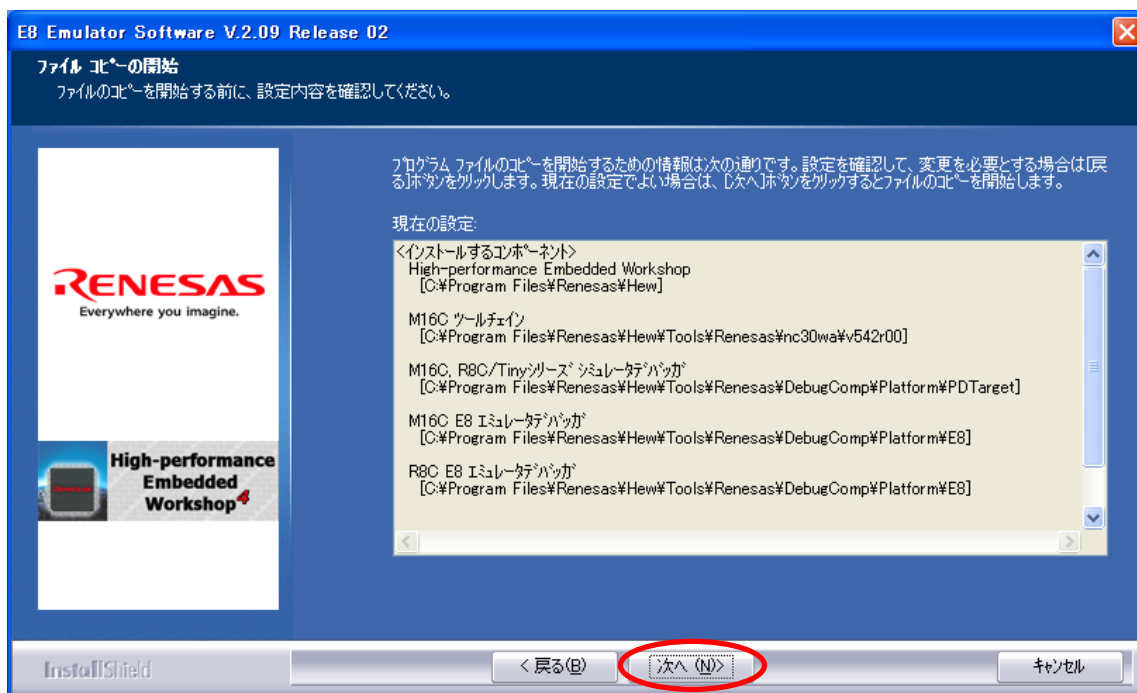 E8 Emulator Software V.2.09 Release 02
ﾌｧｲﾙ ｺﾋﾟｰの開始
ﾌｧｲﾙのｺﾋﾟｰを開始する前に、設定内容を確認してください。
ﾌﾟﾛｸﾞﾗﾑ ﾌｧｲﾙのｺﾋﾟｰを開始するための情報は次の通りです。設定を確認して、変更を必要とする場合は[戻
る]ﾎﾞﾀﾝをｸﾘｯｸします。現在の設定でよい場合は、[次へ]ﾎﾞﾀﾝをｸﾘｯｸするとﾌｧｲﾙのｺﾋﾟｰを開始します。
現在の設定:
<ｲﾝｽﾄｰﾙするｺﾝﾎﾟｰﾈﾝﾄ>
High-performance Embedded Workshop
[C:¥Program Files¥Renesas¥Hew]
M16C ﾂｰﾙﾁｪｲﾝ
[C:¥Program Files¥Renesas¥Hew¥Tools¥Renesas¥nc30wa¥v542r00]
M16C, R8C/Tinyｼﾘｰｽﾞ ｼﾐｭﾚｰﾀﾃﾞﾊﾞｯｶﾞ
[C:¥Program Files¥Renesas¥Hew¥Tools¥Renesas¥DebugComp¥Platform¥PDTarget]
M16C E8 ｴﾐｭﾚｰﾀﾃﾞﾊﾞｯｶﾞ
[C:¥Program Files¥Renesas¥Hew¥Tools¥Renesas¥DebugComp¥Platform¥E8]
R8C E8 ｴﾐｭﾚｰﾀﾃﾞﾊﾞｯｶﾞ
[C:¥Program Files¥Renesas¥Hew¥Tools¥Renesas¥DebugComp¥Platform¥E8]
RENESAS
Everywhere you imagine.
High-performance
Embedded
Workshop4
InstallShield
< 戻る(B)
次へ (N)>
ｷｬﾝｾﾙ